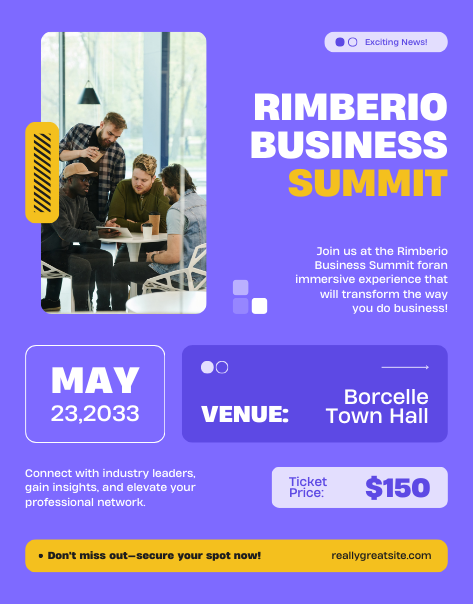 Exciting News!
RIMBERIO
BUSINESS
SUMMIT
Join us at the Rimberio
Business Summit foran
immersive experience that
will transform the way
you do business!
MAY
23,2033
VENUE:
Borcelle
Town Hall
Connect with industry leaders,
gain insights, and elevate your
professional network.
Ticket
Price:
$150
• Don't miss out—secure your spot now!
reallygreatsite.com